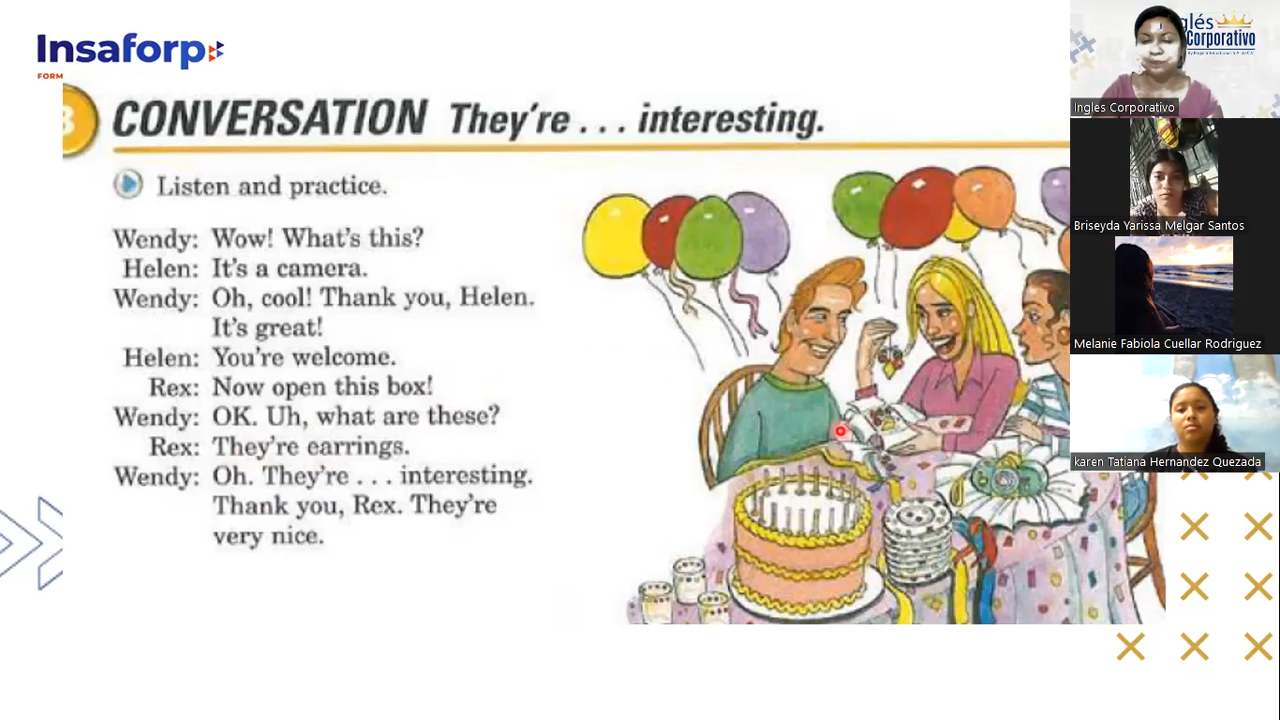 Insaforp
FORM
3 CONVERSATION They're . . . interesting.
Listen and practice.
Wendy: Wow! What's this?
Helen: It's a camera.
Wendy: Oh, cool! Thank you, Helen.
It's great!
Helen: You're welcome.
Rex: Now open this box!
Wendy: OK. Uh, what are these?
Rex: They're earrings.
Wendy: Oh. They're . . . interesting.
Thank you, Rex. They're
very nice.
glés
Corporativo
Ingles Corporativo
Briseyda Yarissa Melgar Santos
Melanie Fabiola Cuellar Rodriguez
Karen Tatiana Hernandez Quezada